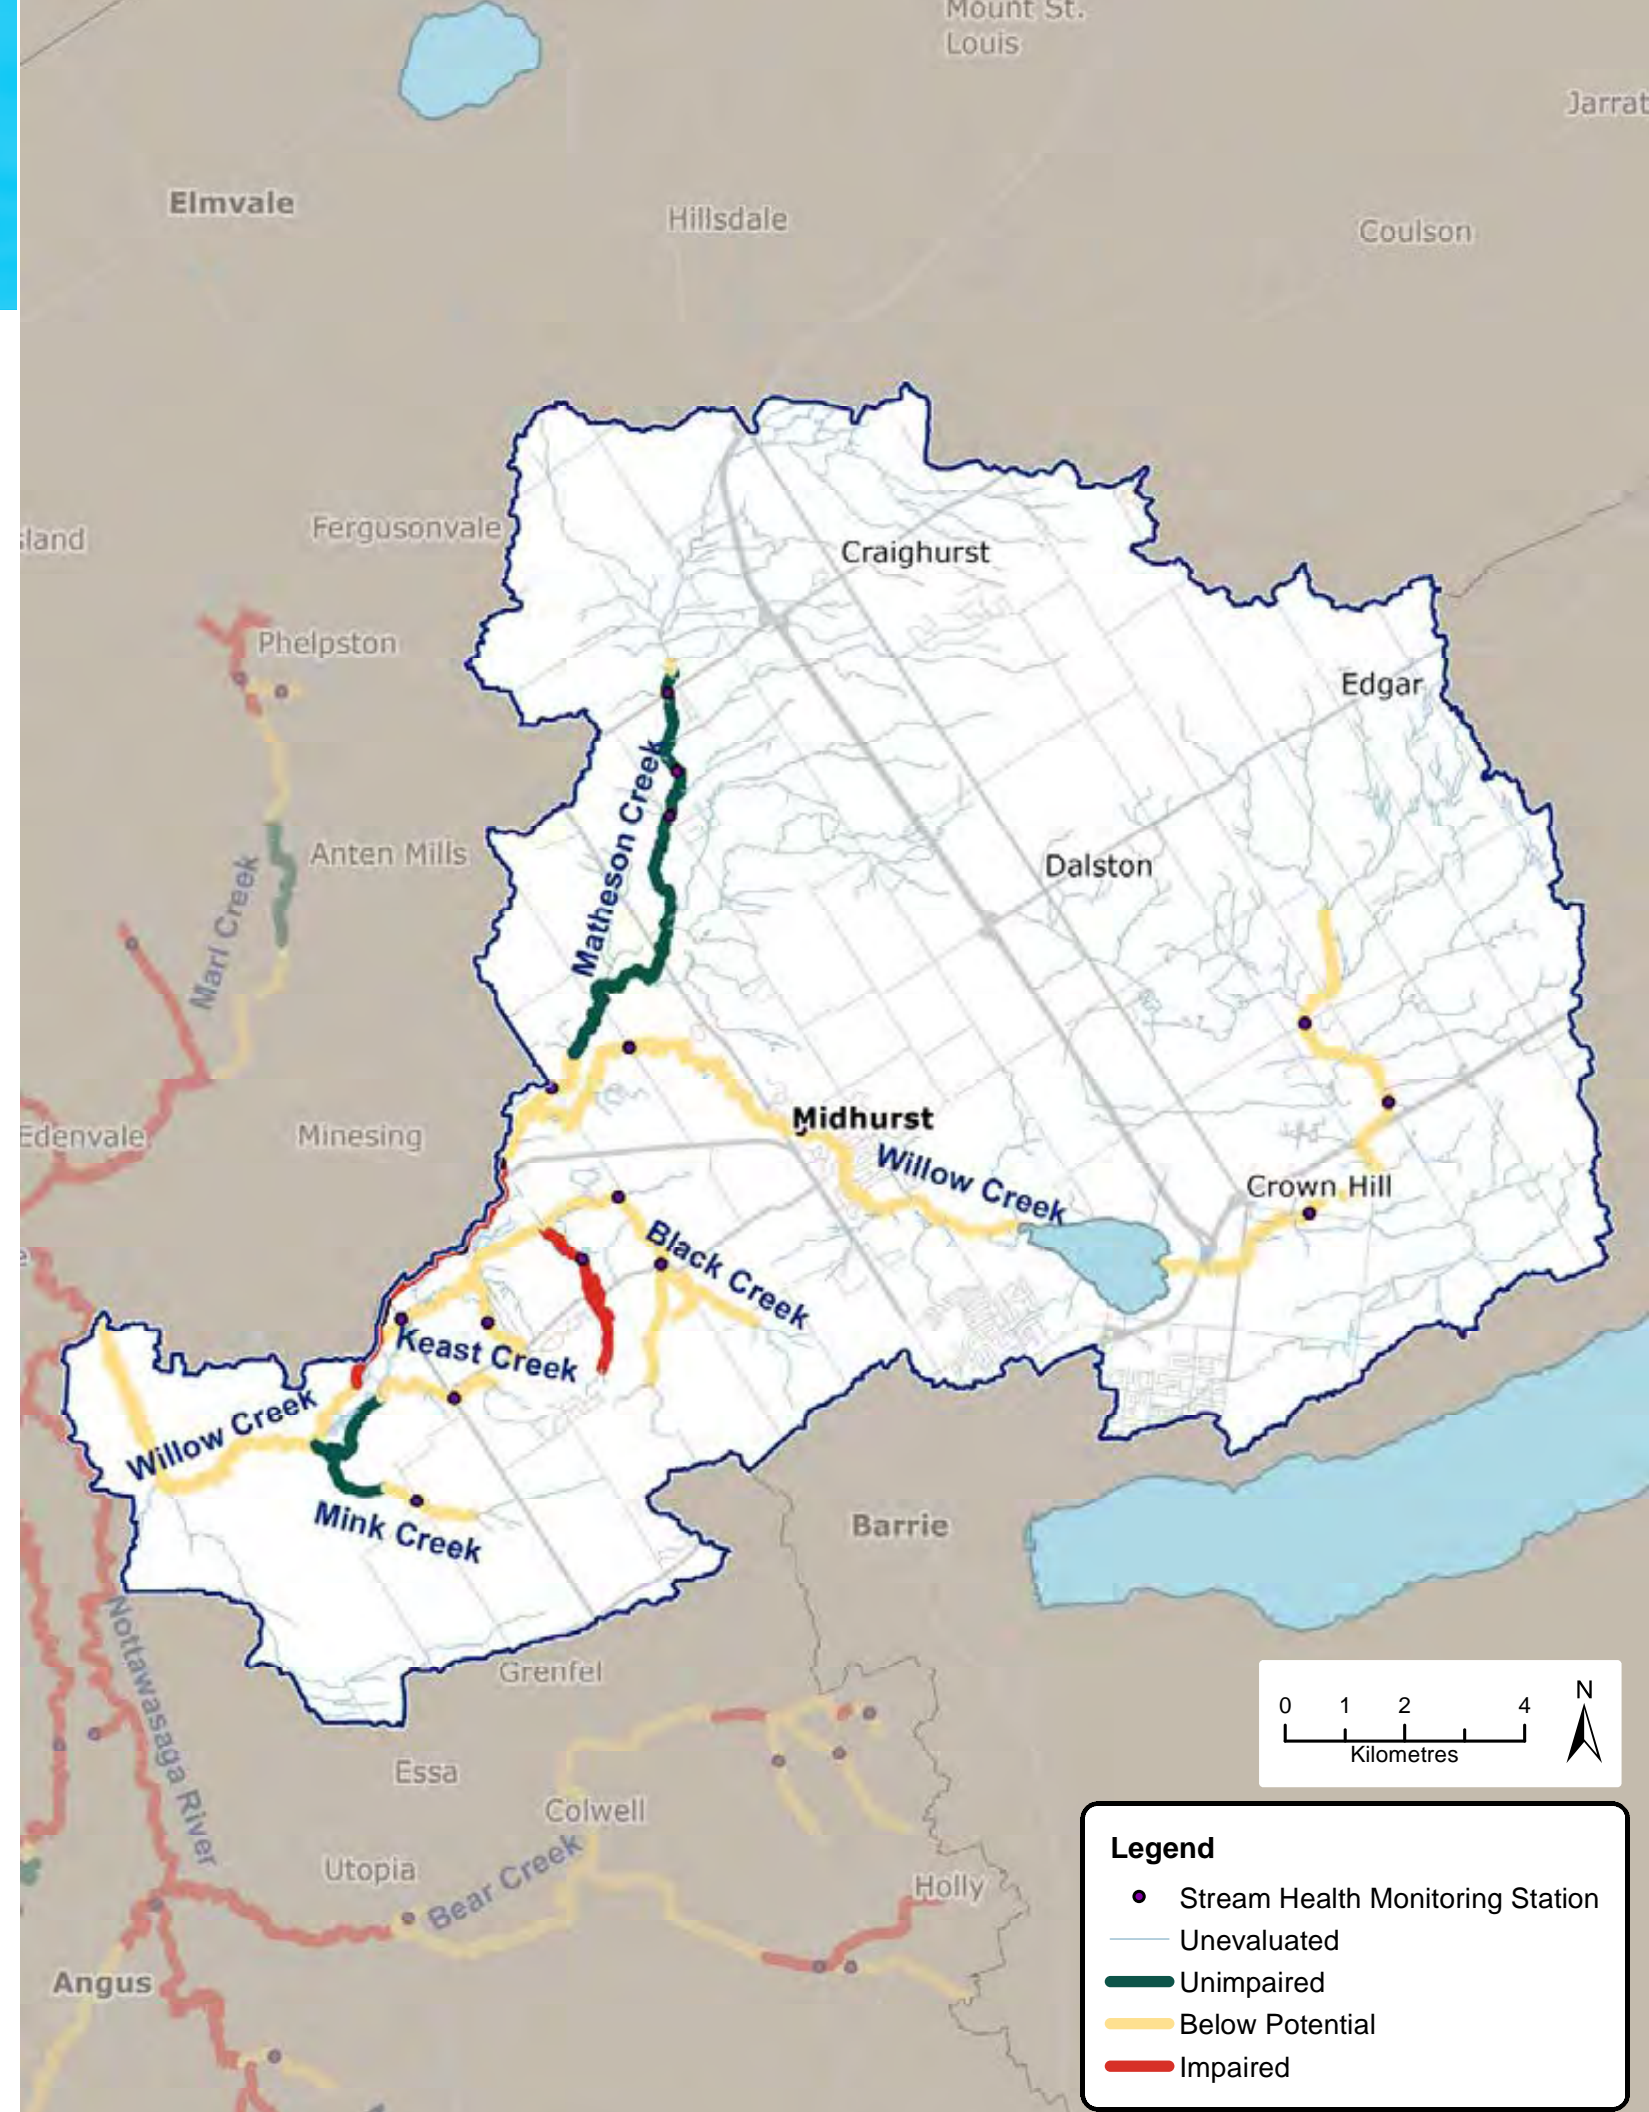 Mount St.
Louis
Jarrat
Elmvale
Hillsdale
Coulson
Fergusonvale
sland
Craighurst
Phelpston
Edgar
Matheson Creek
Anten Mills
Dalston
Marl Creek
Midhurst
Edenvale
Minesing
Willow Creek
Crown Hill
Black Creek
Keast Creek
Willow Creek
Mink Creek
Barrie
Nottawasaga River
Grenfel
Essa
Colwell
Utopia
Bear Creek
Holly
Angus
0 1 2 4
Kilometres
N
Legend
Stream Health Monitoring Station
Unevaluated
Unimpaired
Below Potential
Impaired